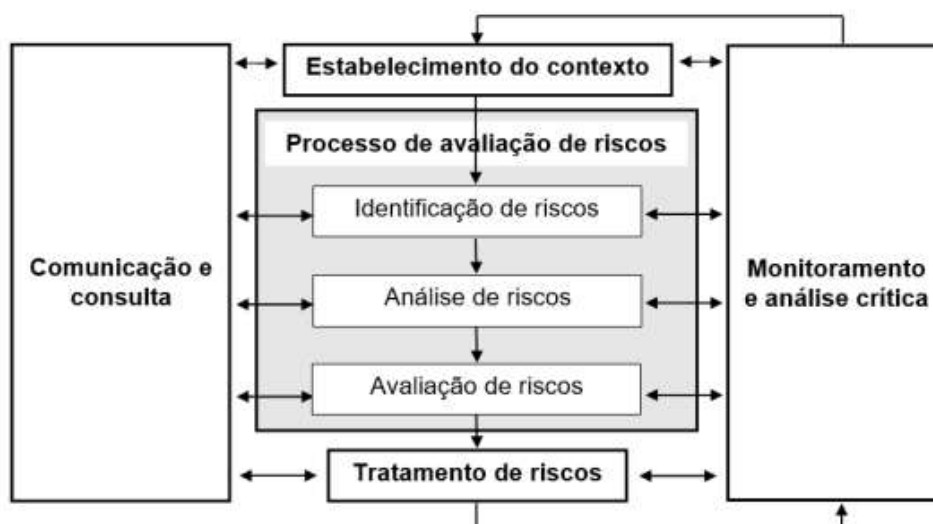 Estabelecimento do contexto
Processo de avaliação de riscos
Identificação de riscos
Comunicação e
consulta
Análise de riscos
Monitoramento
e análise crítica
Avaliação de riscos
Tratamento de riscos